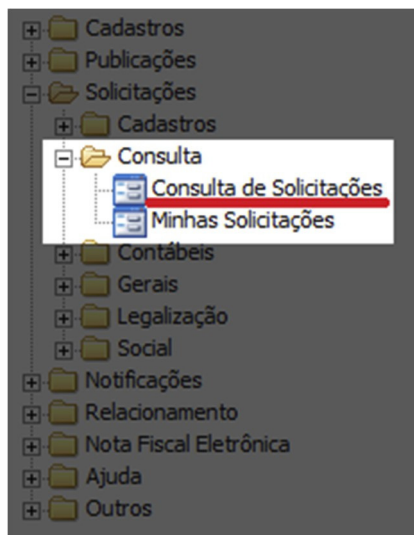 Cadastros
Publicações
Solicitações
Cadastros
Consulta
Consulta de Solicitações
Minhas Solicitações
Contábeis
Gerais
Legalização
Social
Notificações
Relacionamento
Nota Fiscal Eletrônica
Ajuda
Outros